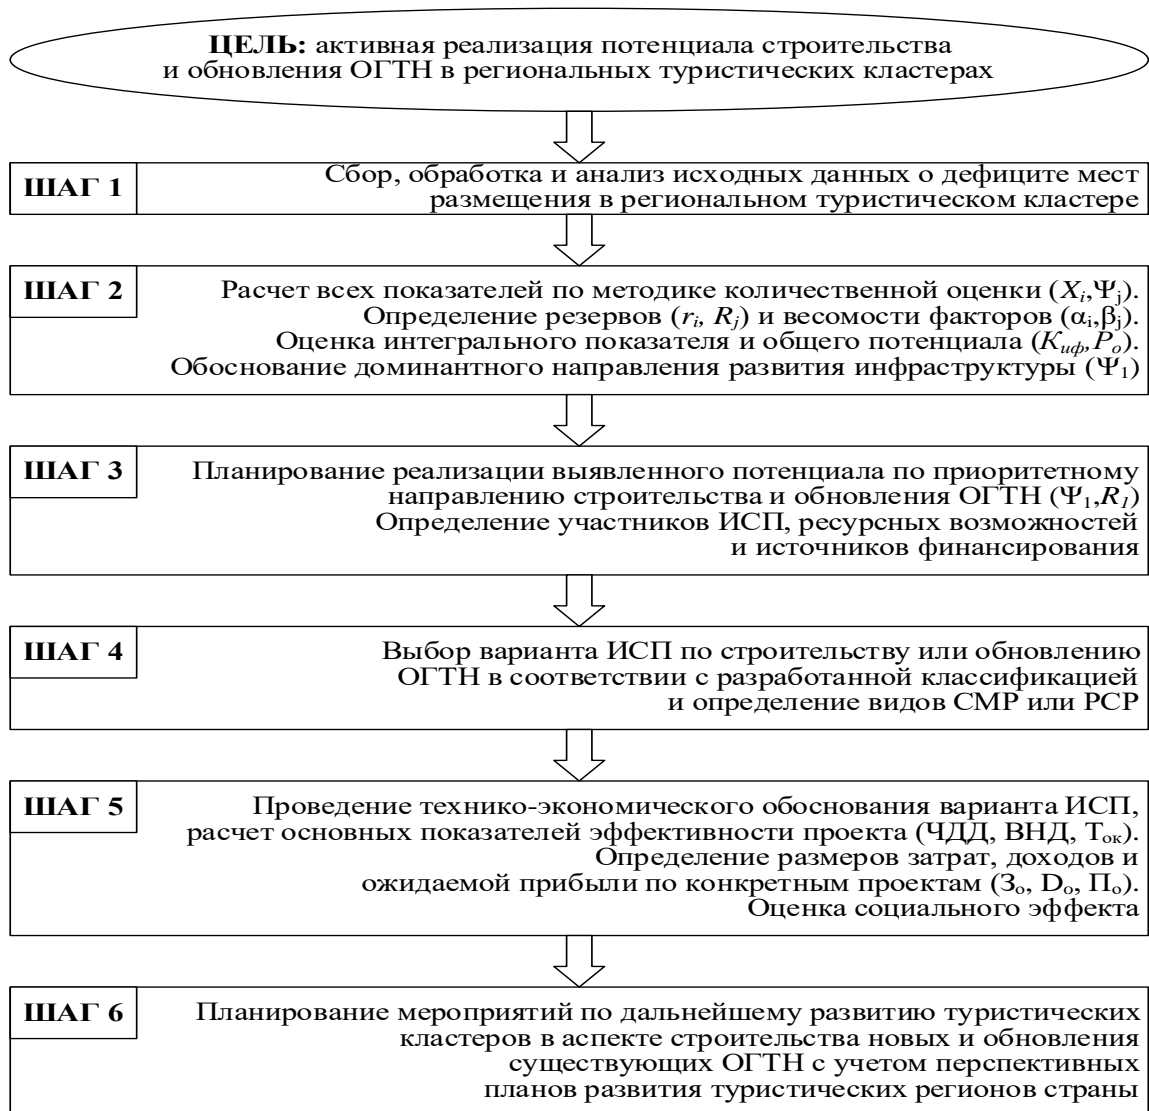 ЦЕЛЬ: активная реализация потенциала строительства
и обновления ОГТН в региональных туристических кластерах
ШАГ 1
Сбор, обработка и анализ исходных данных о дефиците мест
размещения в региональном туристическом кластере
ШАГ 2
Расчет всех показателей по методике количественной оценки (Xᵢ,Ψⱼ).
Определение резервов (rᵢ, Rⱼ) и весомости факторов (αᵢ,βⱼ).
Оценка интегрального показателя и общего потенциала (Kиф,Pₒ).
Обоснование доминантного направления развития инфраструктуры (Ψ₁)
ШАГ 3
Планирование реализации выявленного потенциала по приоритетному
направлению строительства и обновления ОГТН (Ψ₁,R₁)
Определение участников ИСП, ресурсных возможностей
и источников финансирования
ШАГ 4
Выбор варианта ИСП по строительству или обновлению
ОГТН в соответствии с разработанной классификацией
и определение видов СМР или РСР
ШАГ 5
Проведение технико-экономического обоснования варианта ИСП,
расчет основных показателей эффективности проекта (ЧДД, ВНД, Ток).
Определение размеров затрат, доходов и
ожидаемой прибыли по конкретным проектам (Зₒ, Dₒ, Пₒ).
Оценка социального эффекта
ШАГ 6
Планирование мероприятий по дальнейшему развитию туристических
кластеров в аспекте строительства новых и обновления
существующих ОГТН с учетом перспективных
планов развития туристических регионов страны